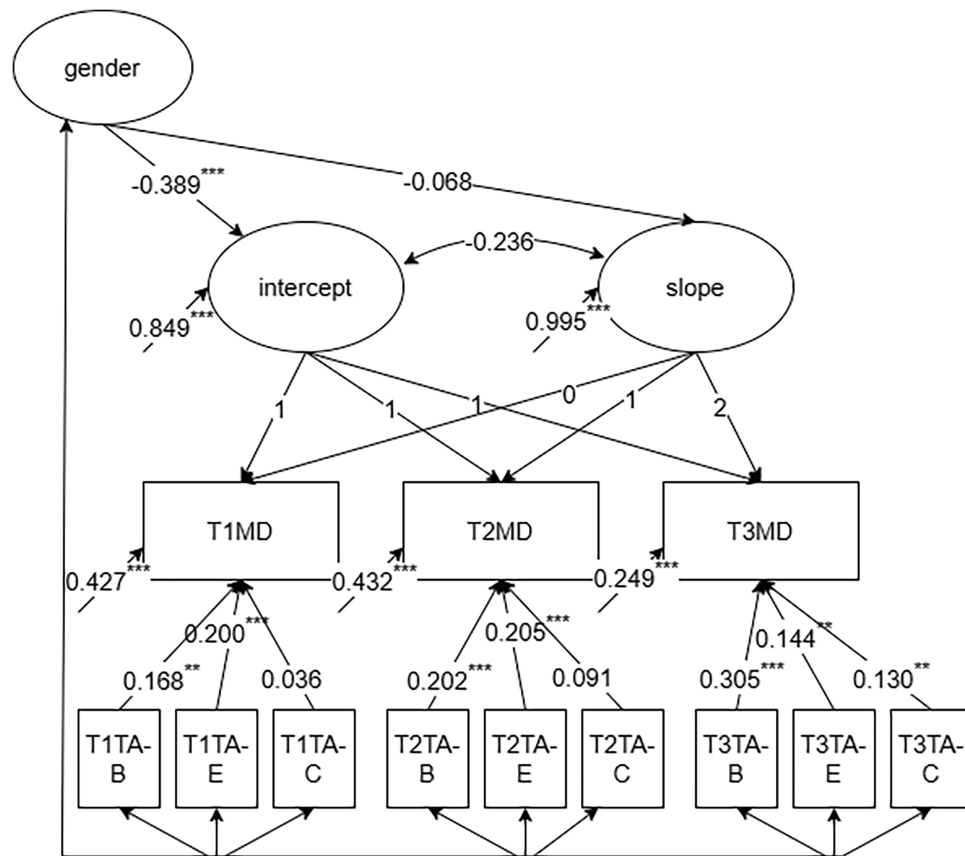 gender
-0.389***
-0.068
-0.236
intercept
slope
0.849***
0.995***
1
1
1
0
1
2
T1MD
T2MD
T3MD
0.427***
0.432***
0.249***
0.200***
0.205***
0.144**
0.168**
0.036
0.202***
0.091
0.305***
0.130**
T1TA-
B
T1TA-
E
T1TA-
C
T2TA-
B
T2TA-
E
T2TA-
C
T3TA-
B
T3TA-
E
T3TA-
C